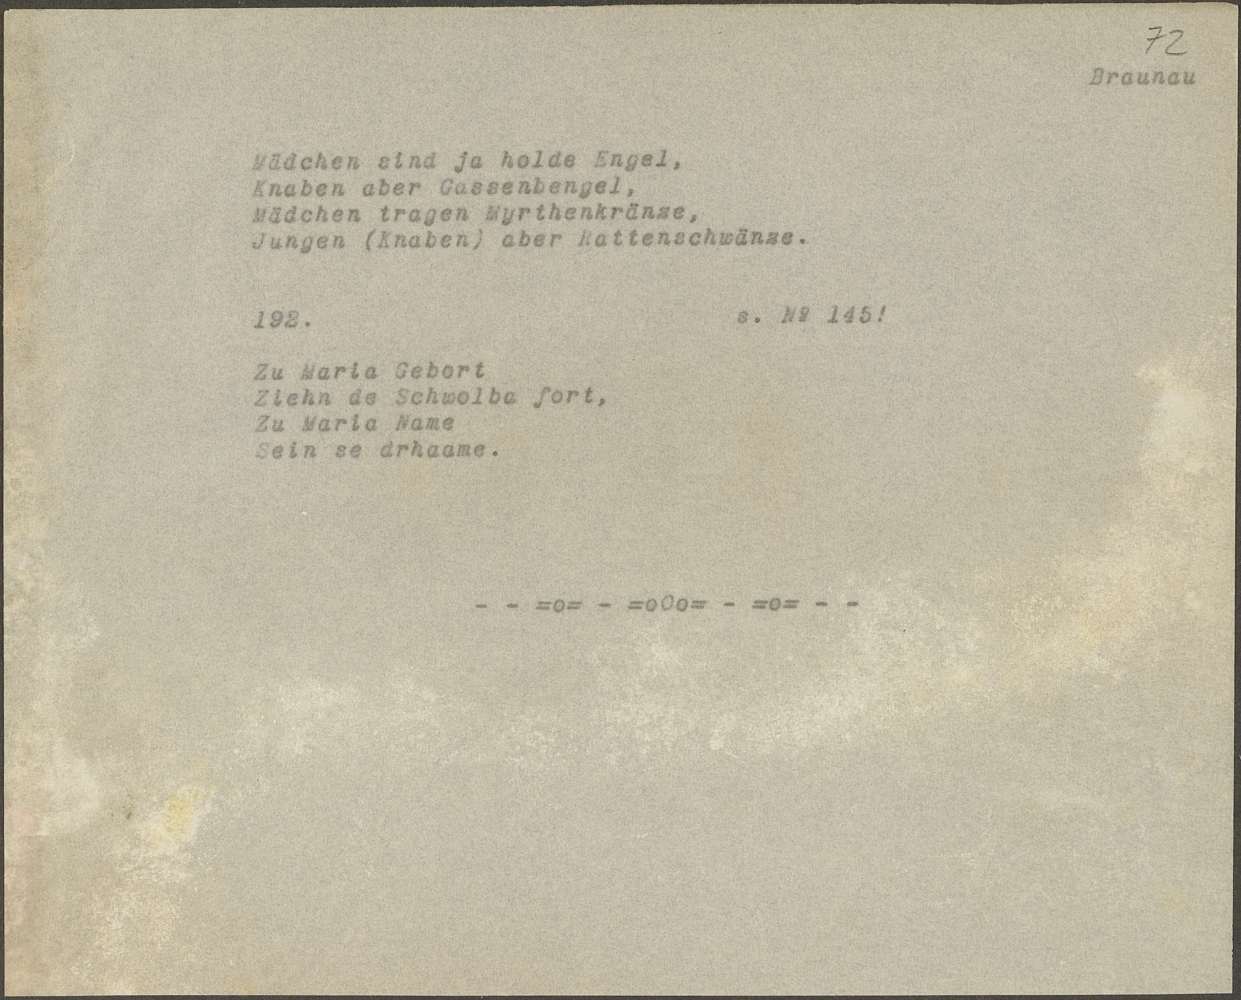 72
Braunau
Mädchen sind ja holde Engel,
Knaben aber Gassenbengel,
Mädchen tragen Myrthenkränze,
Jungen (Knaben) aber Rattenschwänze.
192. s. № 145!
Zu Maria Gebort
Ziehn de Schwolba fort,
Zu Maria Name
Sein se drhaame.
- - =o= - =oOo= - =o= - -